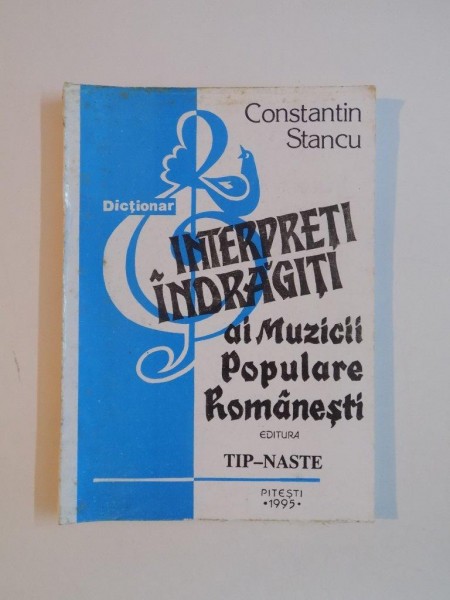 Constantin
Stancu
Dicționar
INTERPREȚI
ÎNDRĂGIȚI
ai Muzicii
Populare
Românești
EDITURA
TIP-NASTE
PITEȘTI
•1995•